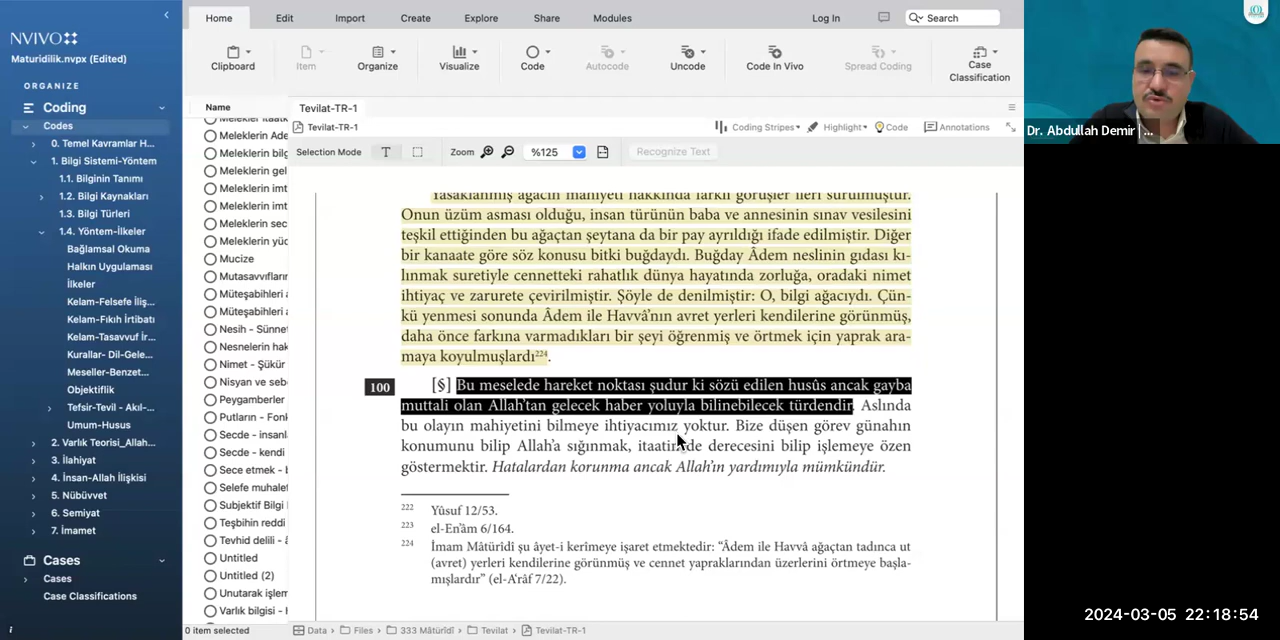 NVIVO
Maturidilik.nvpx (Edited)
ORGANIZE
Coding
Codes
0. Temel Kavramlar H...
1. Bilgi Sistemi-Yöntem
1.1. Bilginin Tanımı
1.2. Bilgi Kaynakları
1.3. Bilgi Türleri
1.4. Yöntem-İlkeler
Bağlamsal Okuma
Halkın Uygulaması
İlkeler
Kelam-Felsefe İliş...
Kelam-Fıkıh İrtibatı
Kelam-Tasavvuf İr...
Kurallar- Dil-Gele...
Meseller-Benzet...
Objektiflik
Tefsir-Tevil - Akıl-...
Umum-Husus
2. Varlık Teorisi_Allah...
3. İlahiyat
4. İnsan-Allah İlişkisi
5. Nübüvvet
6. Semiyat
7. İmamet
Cases
Cases
Case Classifications
Home Edit Import Create Explore Share Modules Log In Search
Clipboard Item Organize Visualize Code Autocode Uncode Code In Vivo Spread Coding Case Classification
Name
Meleklerin Ade
Meleklerin bilg
Meleklerin gel
Meleklerin imt
Meleklerin imt
Meleklerin sec
Meleklerin yüc
Mucize
Mutasavvıfların
Müteşabihleri a
Müteşabihleri a
Nesih - Sünnet
Nesnelerin hak
Nimet - Şükür
Nisyan ve sebe
Peygamberler
Putların - Fonk
Secde - insanla
Secde - kendi
Sece etmek - b
Selefe muhalef
Subjektif Bilgi
Teşbihin reddi
Tevhid delili - â
Untitled
Untitled (2)
Unutarak işlem
Varlık bilgisi - h
0 item selected
Tevilat-TR-1
Tevilat-TR-1 Coding Stripes Highlight Code Annotations
Selection Mode T Zoom %125 Recognize Text
Yasaklanmış ağacın mahiyeti hakkında farklı görüşler ileri sürülmüştür.
Onun üzüm asması olduğu, insan türünün baba ve annesinin sınav vesilesini
teşkil ettiğinden bu ağaçtan şeytana da bir pay ayrıldığı ifade edilmiştir. Diğer
bir kanaate göre söz konusu bitki buğdaydı. Buğday Âdem neslinin gıdası kı-
lınmak suretiyle cennetteki rahatlık dünya hayatında zorluğa, oradaki nimet
ihtiyaç ve zarurete çevirilmiştir. Şöyle de denilmiştir: O, bilgi ağacıydı. Çün-
kü yenmesi sonunda Âdem ile Havvâ’nın avret yerleri kendilerine görünmüş,
daha önce farkına varmadıkları bir şeyi öğrenmiş ve örtmek için yaprak ara-
maya koyulmuşlardı224.
100 [§] Bu meselede hareket noktası şudur ki sözü edilen husûs ancak gayba
muttali olan Allah’tan gelecek haber yoluyla bilinebilecek türdendir. Aslında
bu olayın mahiyetini bilmeye ihtiyacımız yoktur. Bize düşen görev günahın
konumunu bilip Allah’a sığınmak, itaatin de derecesini bilip işlemeye özen
göstermektir. Hatalardan korunma ancak Allah’ın yardımıyla mümkündür.
222 Yûsuf 12/53.
223 el-En’âm 6/164.
224 İmam Mâtürîdî şu âyet-i kerîmeye işaret etmektedir: “Âdem ile Havvâ ağaçtan tadınca ut
(avret) yerleri kendilerine görünmüş ve cennet yapraklarından üzerlerini örtmeye başla-
mışlardır” (el-A‘râf 7/22).
Data Files 333 Mâtürîdî Tevilat Tevilat-TR-1
Dr. Abdullah Demir | ...
2024-03-05 22:18:54